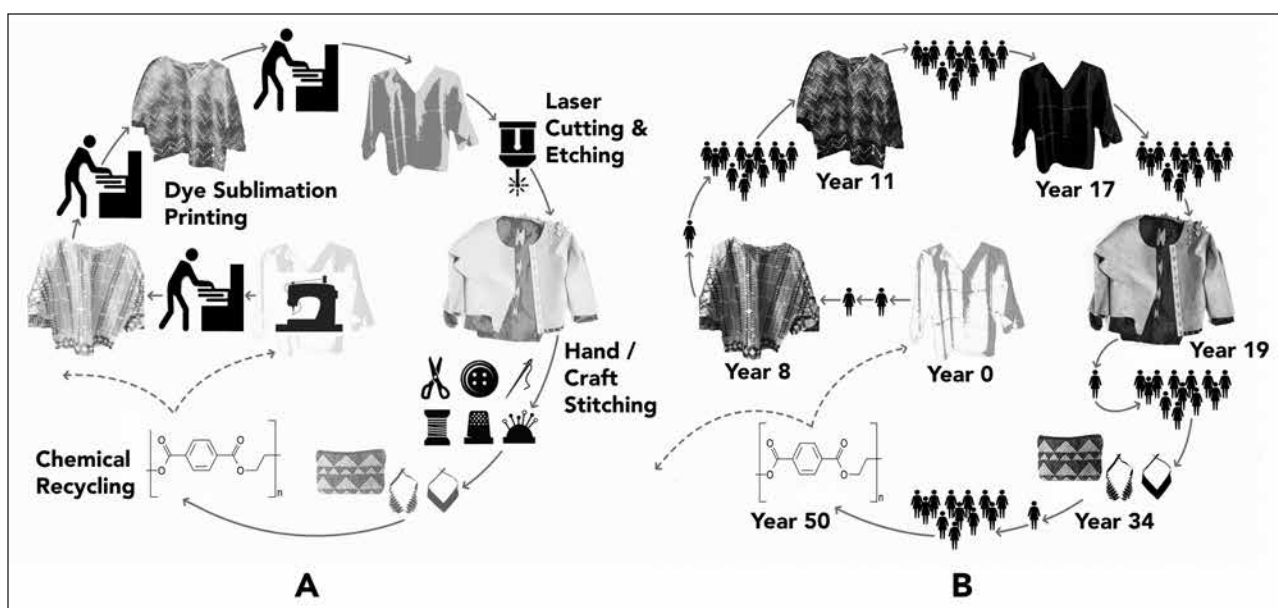 Laser
Cutting &
Etching
Dye Sublimation
Printing
Hand /
Craft
Stitching
Chemical
Recycling
O
O
O
O
n
A
Year 11
Year 17
Year 8
Year 0
Year 19
O
O
O
O
n
Year 50
Year 34
B